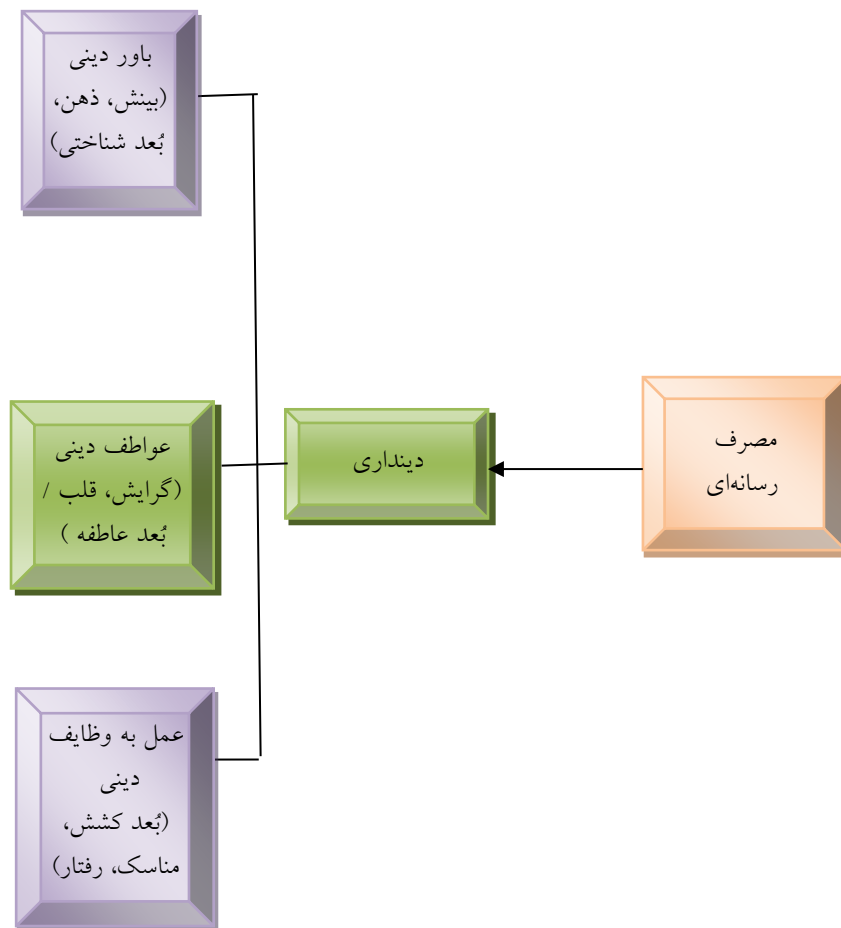 باور دینی
(بینش، ذهن،
بُعد شناختی)
عواطف دینی
(گرایش، قلب /
بُعد عاطفه )
دینداری
مصرف
رسانه‌ای
عمل به وظایف
دینی
(بُعد کشش،
مناسک، رفتار)